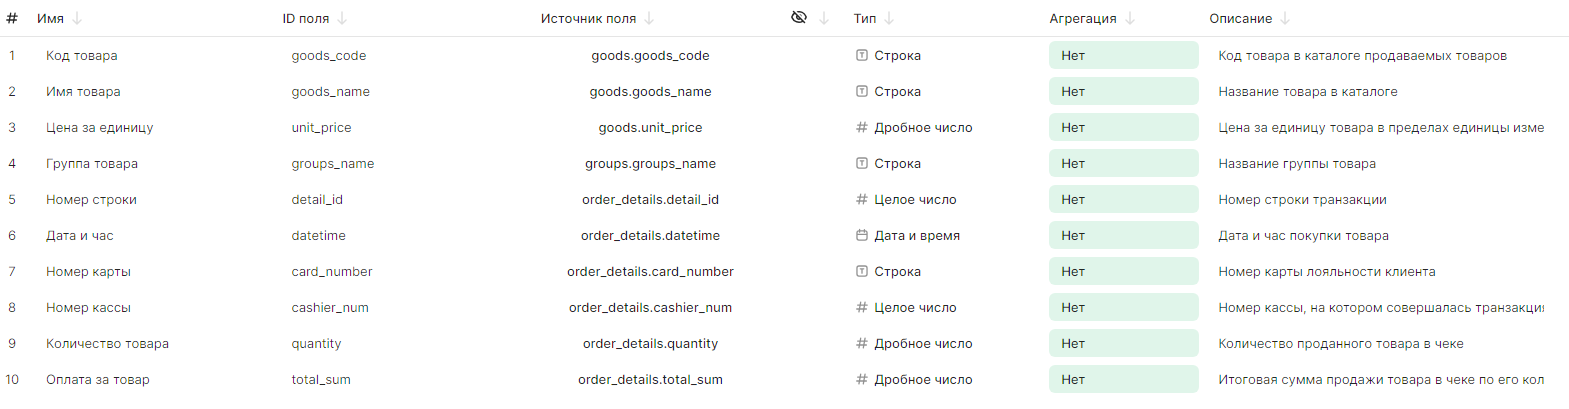 # Имя ID поля Источник поля Тип Агрегация Описание
1 Код товара goods_code goods.goods_code Строка Нет Код товара в каталоге продаваемых товаров
2 Имя товара goods_name goods.goods_name Строка Нет Название товара в каталоге
3 Цена за единицу unit_price goods.unit_price Дробное число Нет Цена за единицу товара в пределах единицы изме
4 Группа товара groups_name groups.groups_name Строка Нет Название группы товара
5 Номер строки detail_id order_details.detail_id Целое число Нет Номер строки транзакции
6 Дата и час datetime order_details.datetime Дата и время Нет Дата и час покупки товара
7 Номер карты card_number order_details.card_number Строка Нет Номер карты лояльности клиента
8 Номер кассы cashier_num order_details.cashier_num Целое число Нет Номер кассы, на котором совершалась транзакция
9 Количество товара quantity order_details.quantity Дробное число Нет Количество проданного товара в чеке
10 Оплата за товар total_sum order_details.total_sum Дробное число Нет Итоговая сумма продажи товара в чеке по его кол